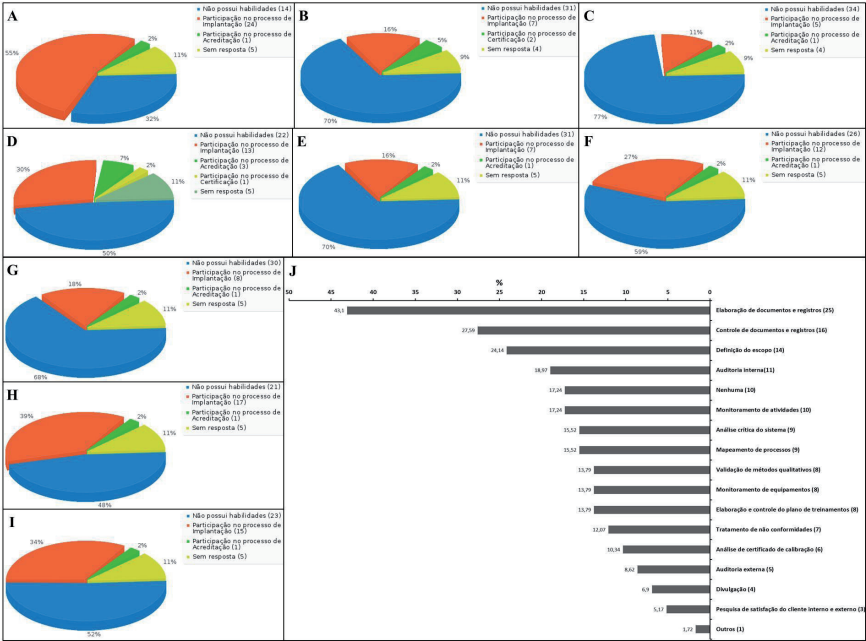 A
Não possui habilidades (14)
Participação no processo de
Implantação (24)
Participação no processo de
Acreditação (1)
Sem resposta (5)
55%
2%
11%
32%
B
Não possui habilidades (31)
Participação no processo de
Implantação (7)
Participação no processo de
Certificação (2)
Sem resposta (4)
16%
5%
9%
70%
C
Não possui habilidades (34)
Participação no processo de
Implantação (5)
Participação no processo de
Acreditação (1)
Sem resposta (4)
11%
2%
9%
77%
D
Não possui habilidades (22)
Participação no processo de
Implantação (13)
Participação no processo de
Acreditação (3)
Participação no processo de
Certificação (1)
Sem resposta (5)
30%
7%
2%
11%
50%
E
Não possui habilidades (31)
Participação no processo de
Implantação (7)
Participação no processo de
Acreditação (1)
Sem resposta (5)
16%
2%
11%
70%
F
Não possui habilidades (26)
Participação no processo de
Implantação (12)
Participação no processo de
Acreditação (1)
Sem resposta (5)
27%
2%
11%
59%
G
Não possui habilidades (30)
Participação no processo de
Implantação (8)
Participação no processo de
Acreditação (1)
Sem resposta (5)
18%
2%
11%
68%
H
Não possui habilidades (21)
Participação no processo de
Implantação (17)
Participação no processo de
Acreditação (1)
Sem resposta (5)
39%
2%
11%
48%
I
Não possui habilidades (23)
Participação no processo de
Implantação (15)
Participação no processo de
Acreditação (1)
Sem resposta (5)
34%
2%
11%
52%
J
%
50 45 40 35 30 25 20 15 10 5 0
43,1 Elaboração de documentos e registros (25)
27,59 Controle de documentos e registros (16)
24,14 Definição do escopo (14)
18,97 Auditoria interna(11)
17,24 Nenhuma (10)
17,24 Monitoramento de atividades (10)
15,52 Análise crítica do sistema (9)
15,52 Mapeamento de processos (9)
13,79 Validação de métodos qualitativos (8)
13,79 Monitoramento de equipamentos (8)
13,79 Elaboração e controle do plano de treinamentos (8)
12,07 Tratamento de não conformidades (7)
10,34 Análise de certificado de calibração (6)
8,62 Auditoria externa (5)
6,9 Divulgação (4)
5,17 Pesquisa de satisfação do cliente interno e externo (3)
1,72 Outros (1)